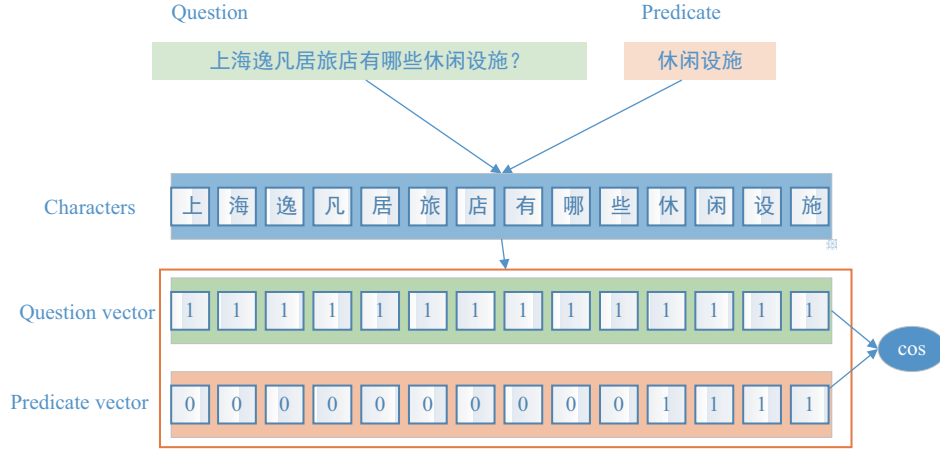 Question Predicate
上海逸凡居旅店有哪些休闲设施？ 休闲设施
Characters 上 海 逸 凡 居 旅 店 有 哪 些 休 闲 设 施
Question vector 1 1 1 1 1 1 1 1 1 1 1 1 1 1
cos
Predicate vector 0 0 0 0 0 0 0 0 0 0 1 1 1 1